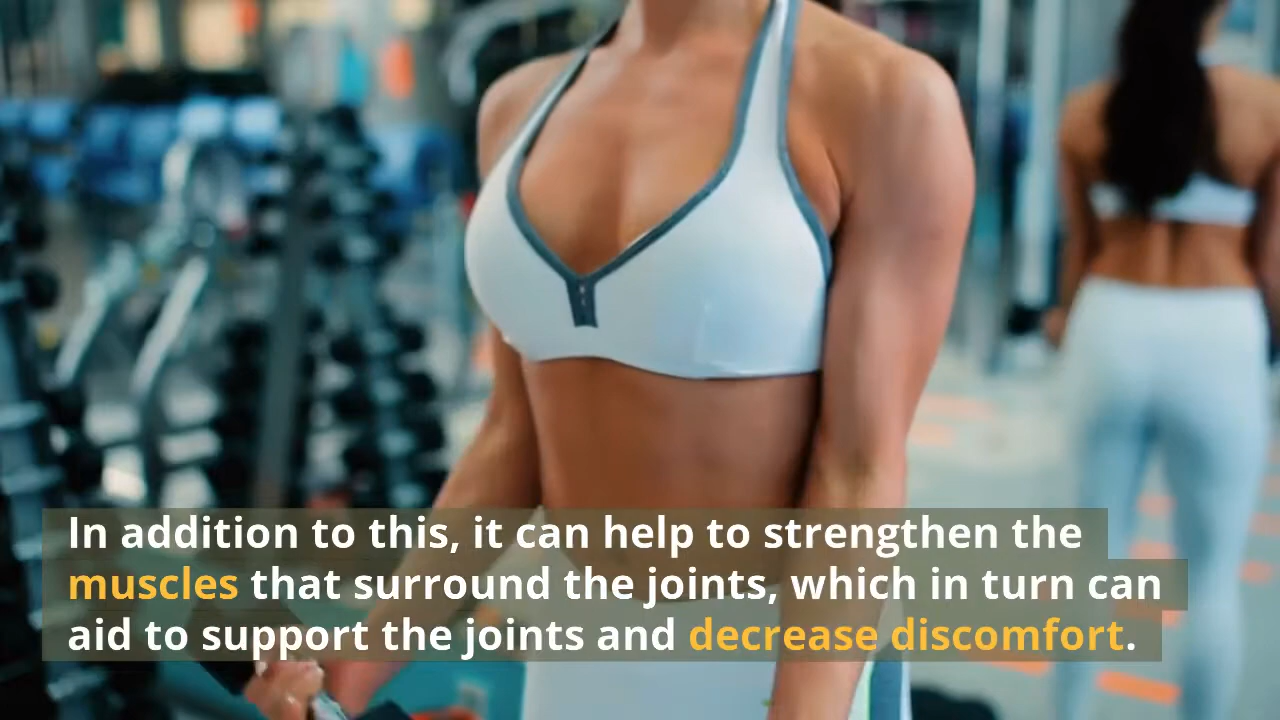 In addition to this, it can help to strengthen the
muscles that surround the joints, which in turn can
aid to support the joints and decrease discomfort.